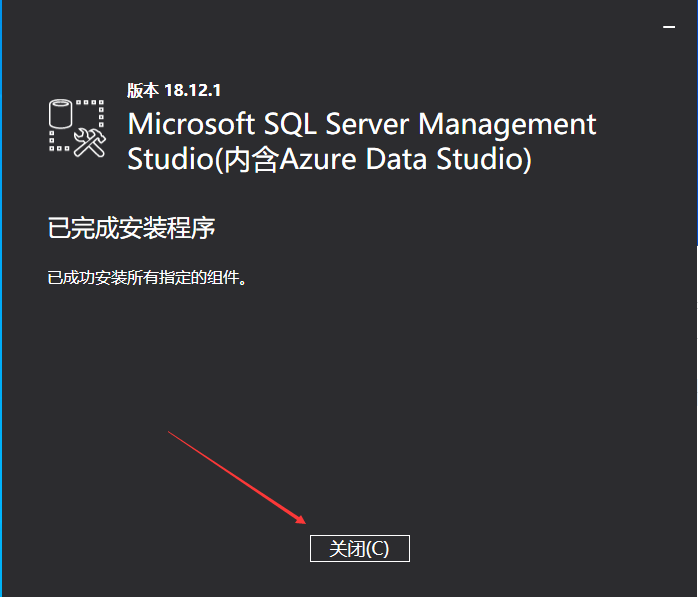 版本 18.12.1
Microsoft SQL Server Management
Studio(内含Azure Data Studio)
已完成安装程序
已成功安装所有指定的组件。
关闭(C)